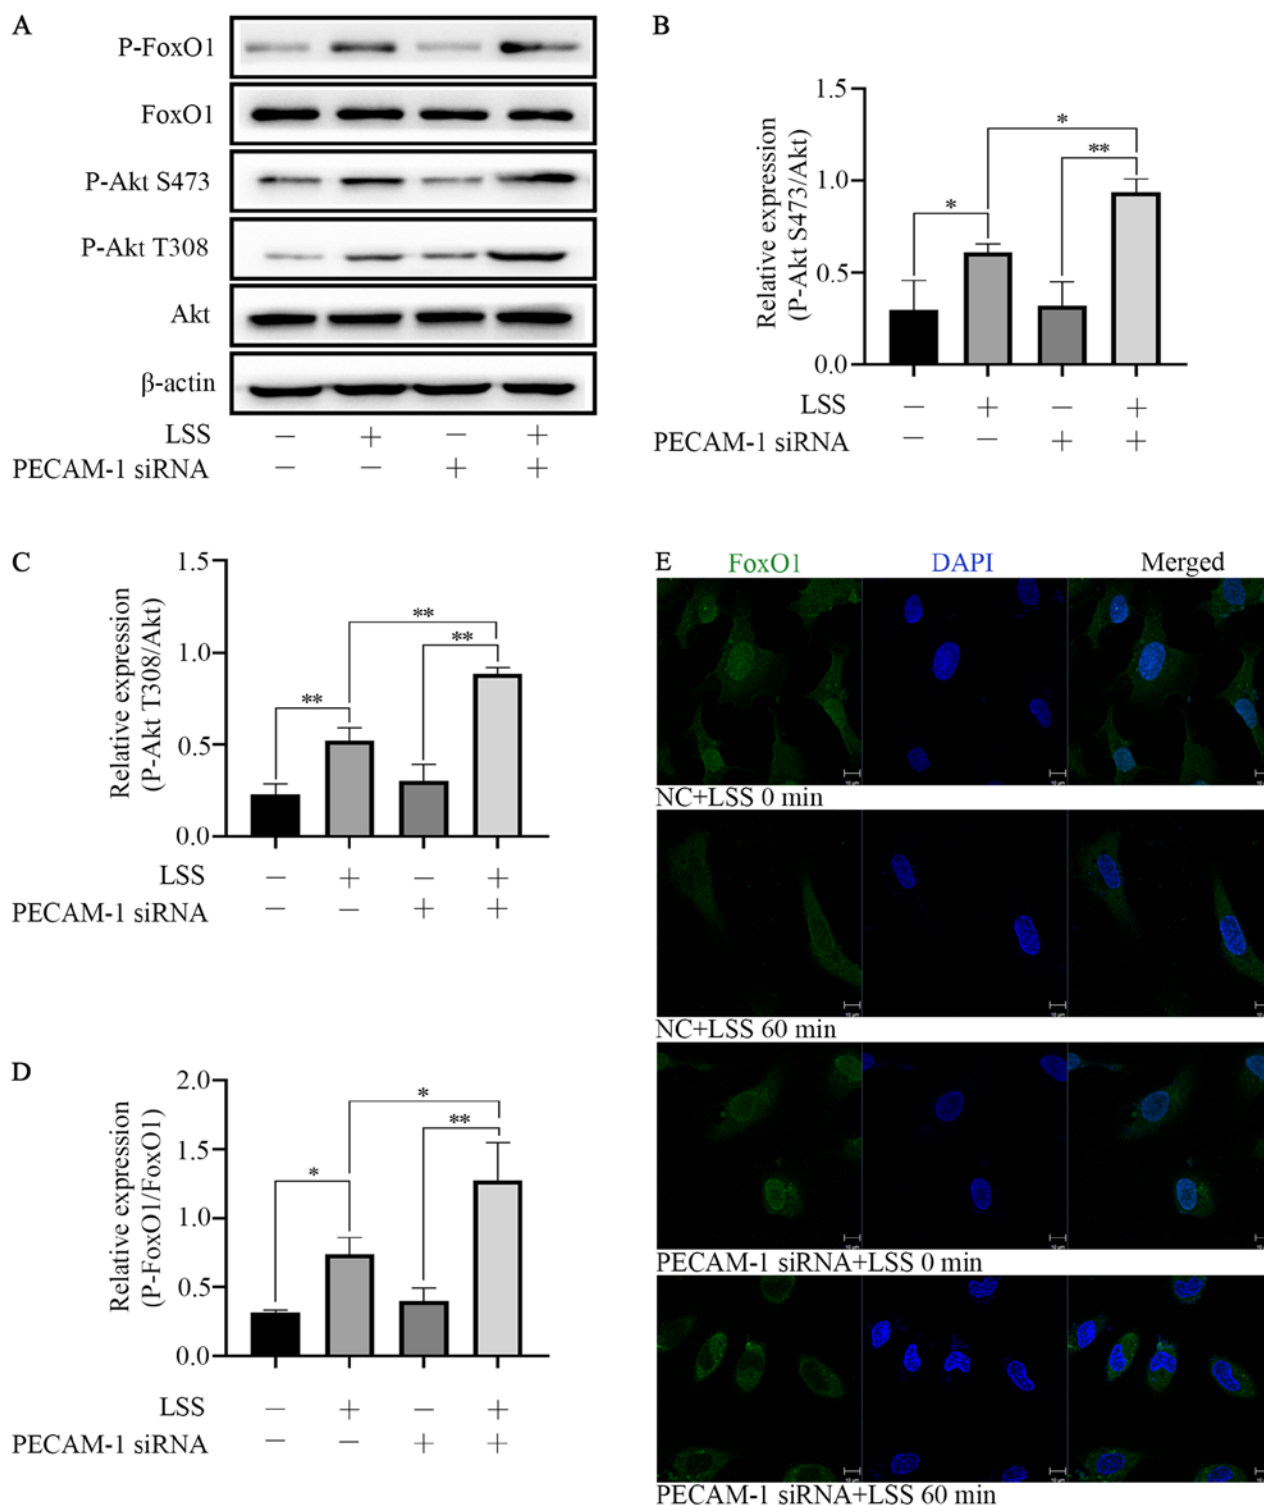 A
P-FoxO1
FoxO1
P-Akt S473
P-Akt T308
Akt
β-actin
LSS − + − +
PECAM-1 siRNA − − + +
B
Relative expression
(P-Akt S473/Akt)
1.5
1.0
0.5
0.0
*
**
*
LSS − + − +
PECAM-1 siRNA − − + +
C
Relative expression
(P-Akt T308/Akt)
1.5
1.0
0.5
0.0
**
**
**
LSS − + − +
PECAM-1 siRNA − − + +
D
Relative expression
(P-FoxO1/FoxO1)
2.0
1.5
1.0
0.5
0.0
*
**
*
LSS − + − +
PECAM-1 siRNA − − + +
E FoxO1 DAPI Merged
NC+LSS 0 min
NC+LSS 60 min
PECAM-1 siRNA+LSS 0 min
PECAM-1 siRNA+LSS 60 min